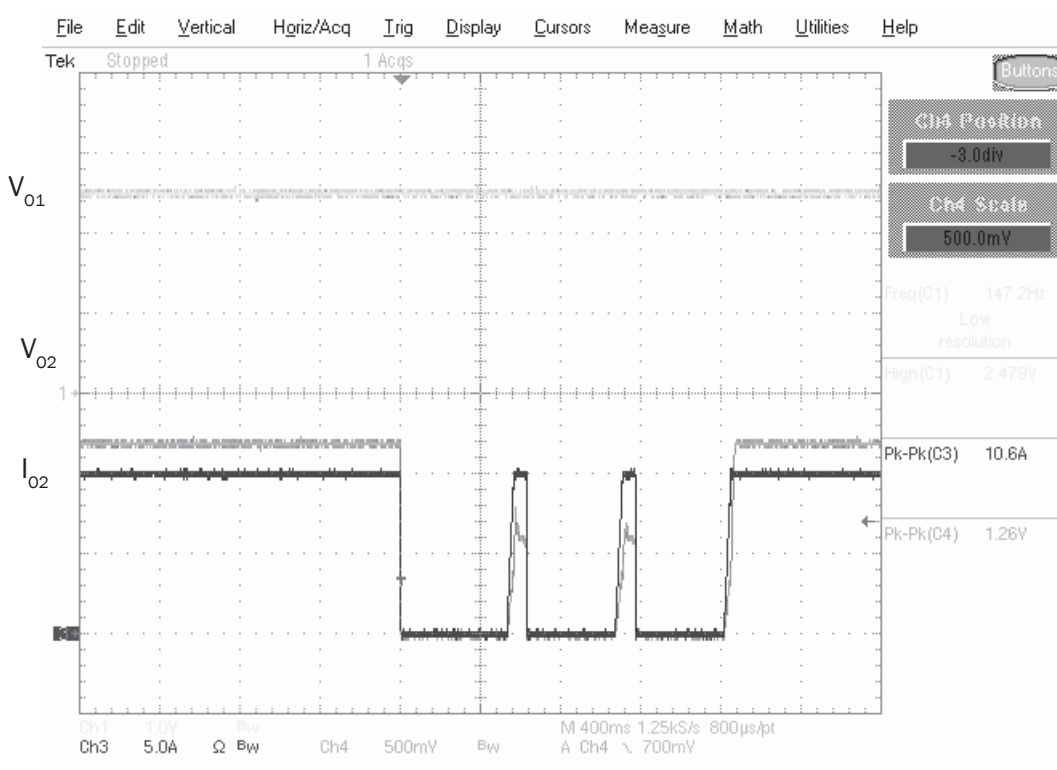 File Edit Vertical Horiz/Acq Trig Display Cursors Measure Math Utilities Help
Tek Stopped 1 Acqs
Buttons
Ch4 Position
-3.0div
V01
Ch4 Scale
500.0mV
Freq(C1) 147.2Hz
Low
resolution
V02
High(C1) 2.479V
1
I02
Pk-Pk(C3) 10.6A
Pk-Pk(C4) 1.26V
Ch1 1.0V Bw M 400ms 1.25kS/s 800µs/pt
Ch3 5.0A Ω Bw Ch4 500mV Bw A Ch4 700mV